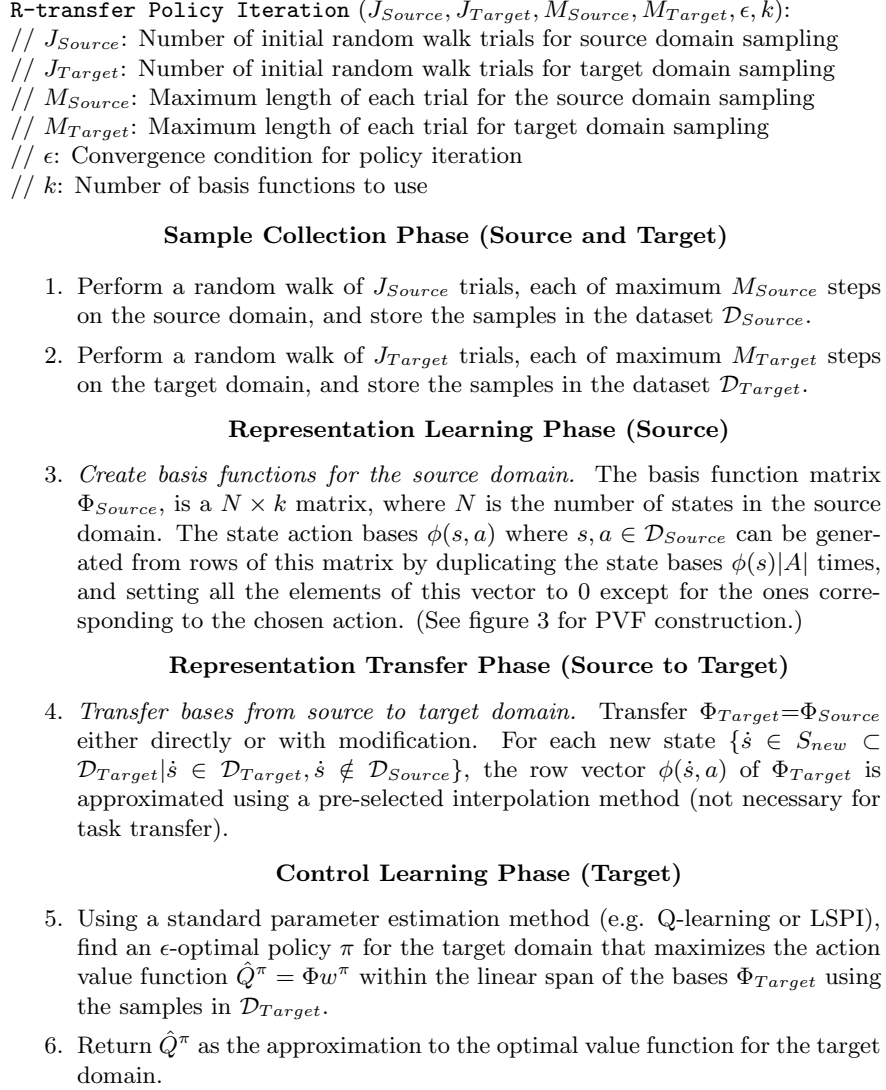 R-transfer Policy Iteration (J_Source, J_Target, M_Source, M_Target, ϵ, k):
// J_Source: Number of initial random walk trials for source domain sampling
// J_Target: Number of initial random walk trials for target domain sampling
// M_Source: Maximum length of each trial for the source domain sampling
// M_Target: Maximum length of each trial for target domain sampling
// ϵ: Convergence condition for policy iteration
// k: Number of basis functions to use
Sample Collection Phase (Source and Target)
1. Perform a random walk of J_Source trials, each of maximum M_Source steps
on the source domain, and store the samples in the dataset D_Source.
2. Perform a random walk of J_Target trials, each of maximum M_Target steps
on the target domain, and store the samples in the dataset D_Target.
Representation Learning Phase (Source)
3. Create basis functions for the source domain. The basis function matrix
Φ_Source, is a N × k matrix, where N is the number of states in the source
domain. The state action bases ϕ(s, a) where s, a ∈ D_Source can be gener-
ated from rows of this matrix by duplicating the state bases ϕ(s)|A| times,
and setting all the elements of this vector to 0 except for the ones corre-
sponding to the chosen action. (See figure 3 for PVF construction.)
Representation Transfer Phase (Source to Target)
4. Transfer bases from source to target domain. Transfer Φ_Target=Φ_Source
either directly or with modification. For each new state {ṡ ∈ S_new ⊂
D_Target|ṡ ∈ D_Target, ṡ ∉ D_Source}, the row vector ϕ(ṡ, a) of Φ_Target is
approximated using a pre-selected interpolation method (not necessary for
task transfer).
Control Learning Phase (Target)
5. Using a standard parameter estimation method (e.g. Q-learning or LSPI),
find an ϵ-optimal policy π for the target domain that maximizes the action
value function Q̂^π = Φw^π within the linear span of the bases Φ_Target using
the samples in D_Target.
6. Return Q̂^π as the approximation to the optimal value function for the target
domain.